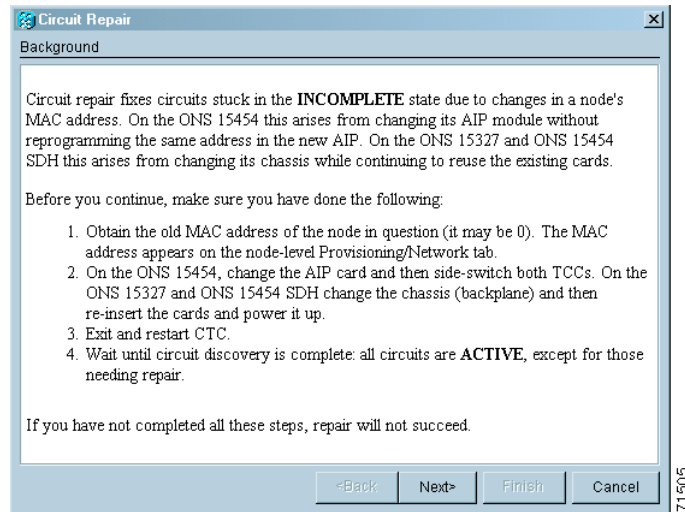 Circuit Repair
Background
Circuit repair fixes circuits stuck in the INCOMPLETE state due to changes in a node's
MAC address. On the ONS 15454 this arises from changing its AIP module without
reprogramming the same address in the new AIP. On the ONS 15327 and ONS 15454
SDH this arises from changing its chassis while continuing to reuse the existing cards.
Before you continue, make sure you have done the following:
1. Obtain the old MAC address of the node in question (it may be 0). The MAC
address appears on the node-level Provisioning/Network tab.
2. On the ONS 15454, change the AIP card and then side-switch both TCCs. On the
ONS 15327 and ONS 15454 SDH change the chassis (backplane) and then
re-insert the cards and power it up.
3. Exit and restart CTC.
4. Wait until circuit discovery is complete: all circuits are ACTIVE, except for those
needing repair.
If you have not completed all these steps, repair will not succeed.
<Back Next> Finish Cancel
71505